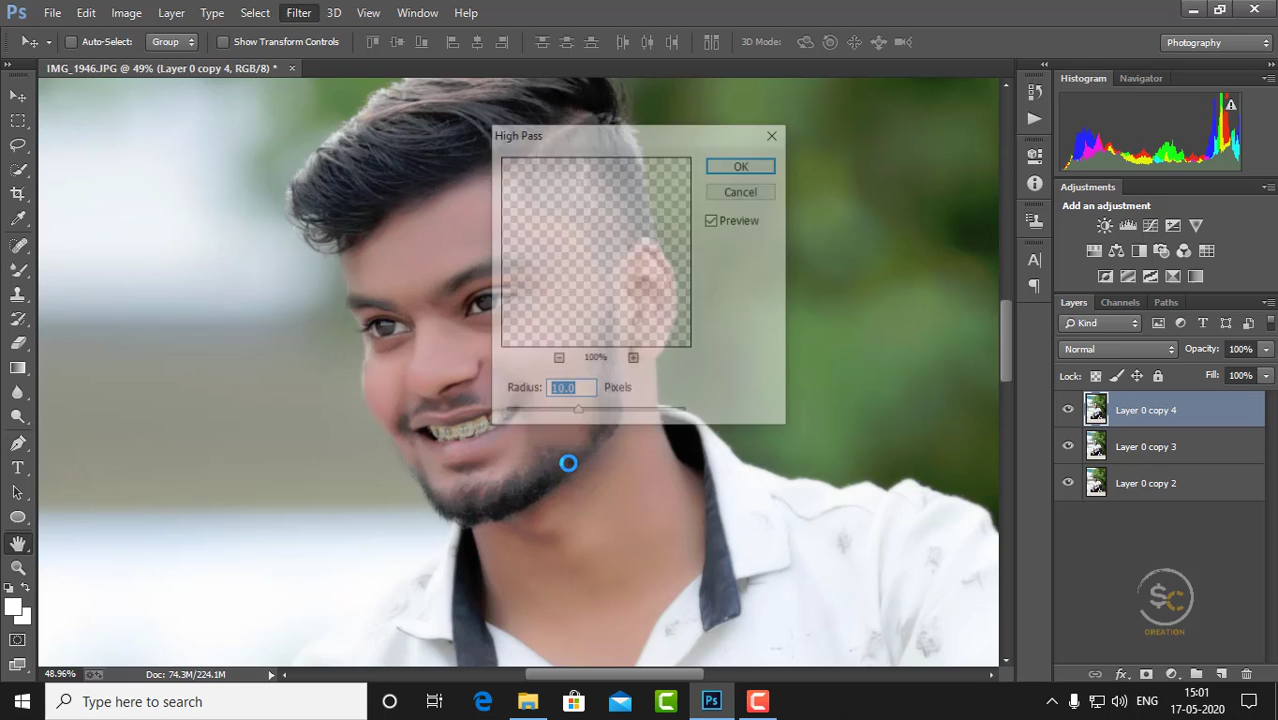 Ps File Edit Image Layer Type Select Filter 3D View Window Help
Auto-Select: Group Show Transform Controls 3D Mode: Photography
IMG_1946.JPG @ 49% (Layer 0 copy 4, RGB/8) *
Histogram Navigator
High Pass
OK
Cancel
Preview
100%
Radius: 10.0 Pixels
Adjustments
Add an adjustment
Layers Channels Paths
Kind
Normal Opacity: 100%
Lock: Fill: 100%
Layer 0 copy 4
Layer 0 copy 3
Layer 0 copy 2
SC
CREATION
48.96% Doc: 74.3M/224.1M
Type here to search
ENG
15:01
17-05-2020